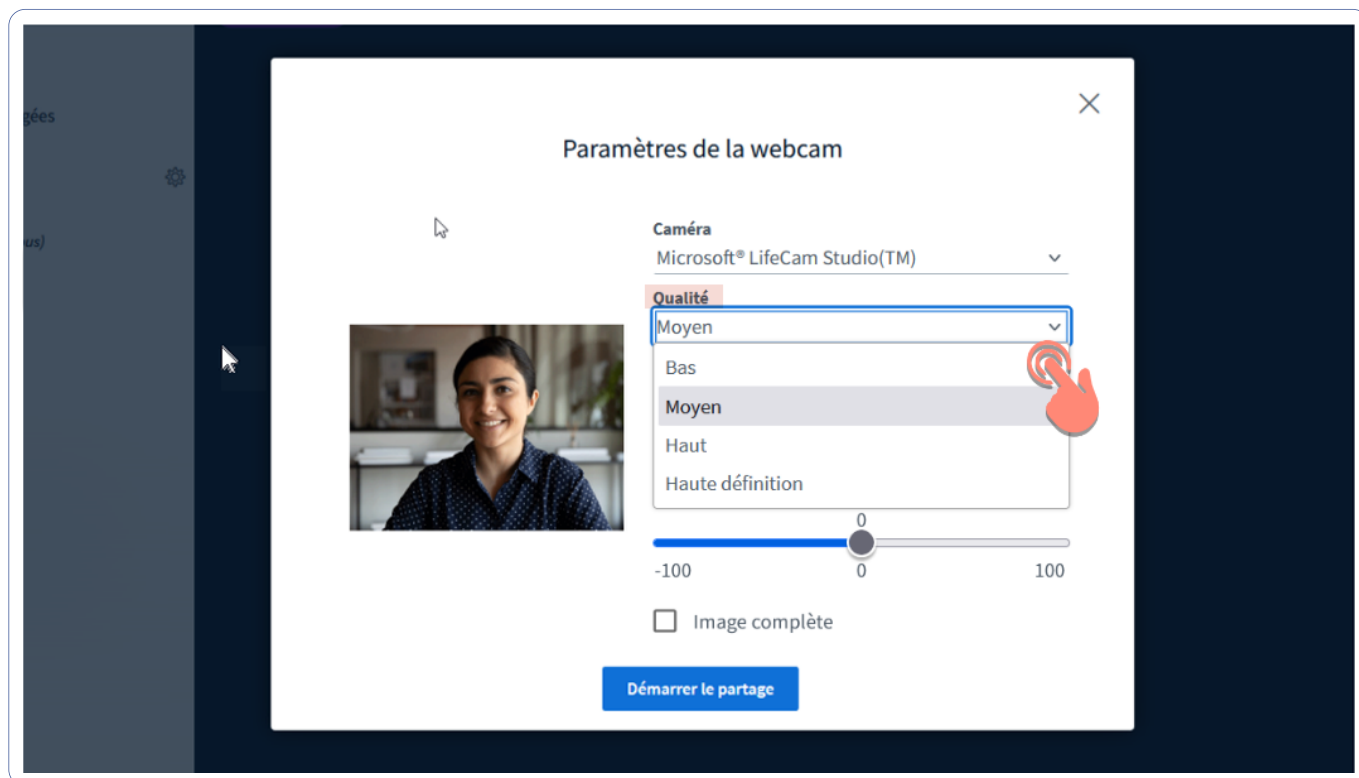 gées
us)
Paramètres de la webcam
Caméra
Microsoft® LifeCam Studio(TM)
Qualité
Moyen
Bas
Moyen
Haut
Haute définition
0
-100 0 100
Image complète
Démarrer le partage